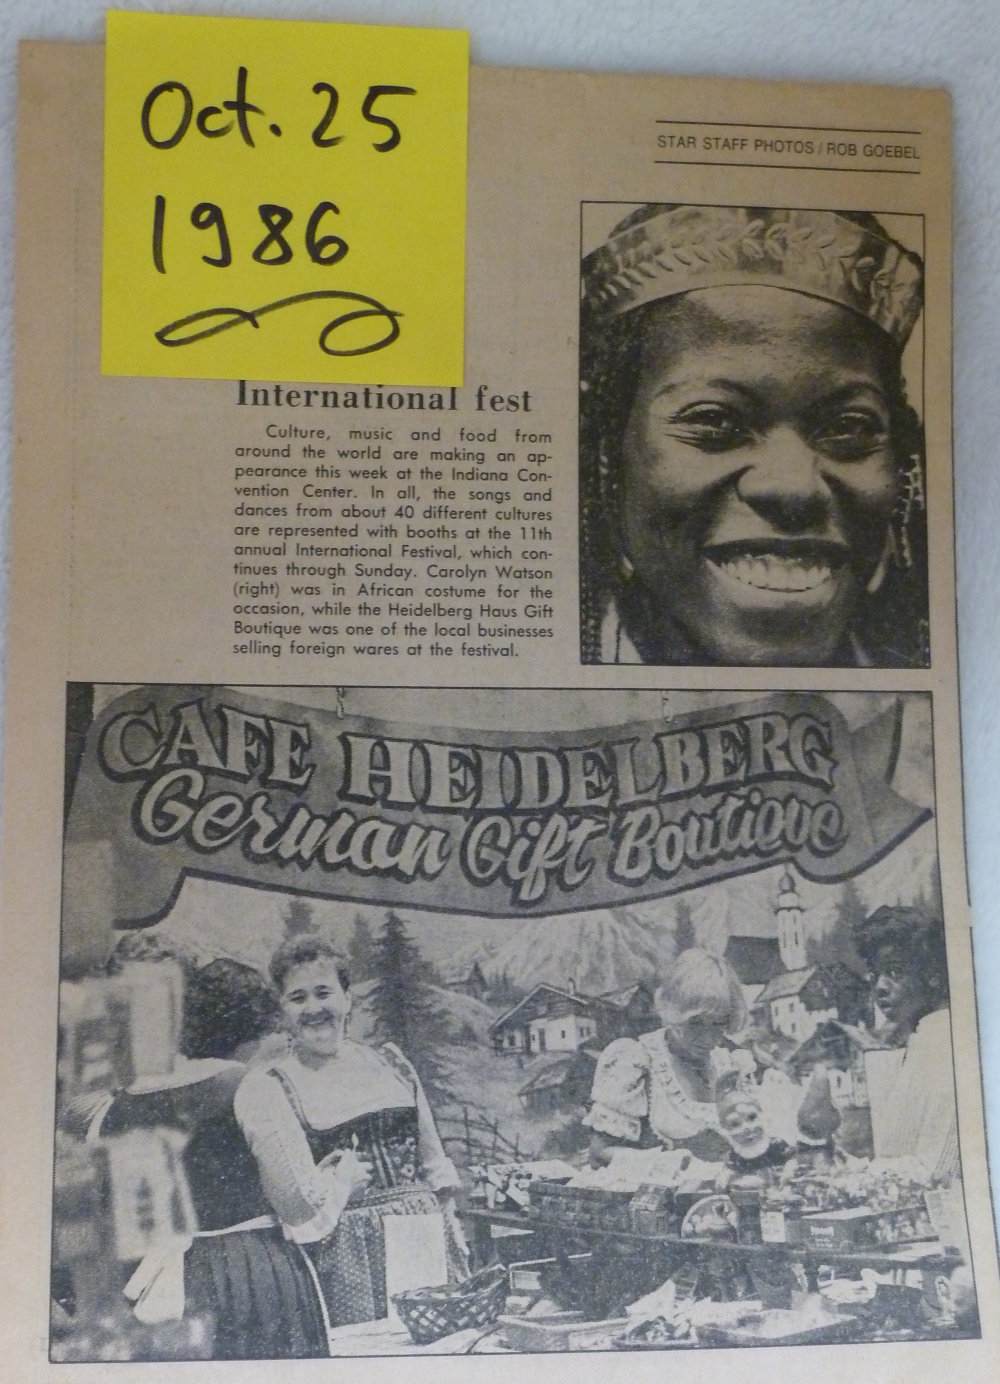 Oct. 25
1986
STAR STAFF PHOTOS / ROB GOEBEL
International fest
Culture, music and food from
around the world are making an ap-
pearance this week at the Indiana Con-
vention Center. In all, the songs and
dances from about 40 different cultures
are represented with booths at the 11th
annual International Festival, which con-
tinues through Sunday. Carolyn Watson
(right) was in African costume for the
occasion, while the Heidelberg Haus Gift
Boutique was one of the local businesses
selling foreign wares at the festival.
CAFE HEIDELBERG
German Gift Boutique